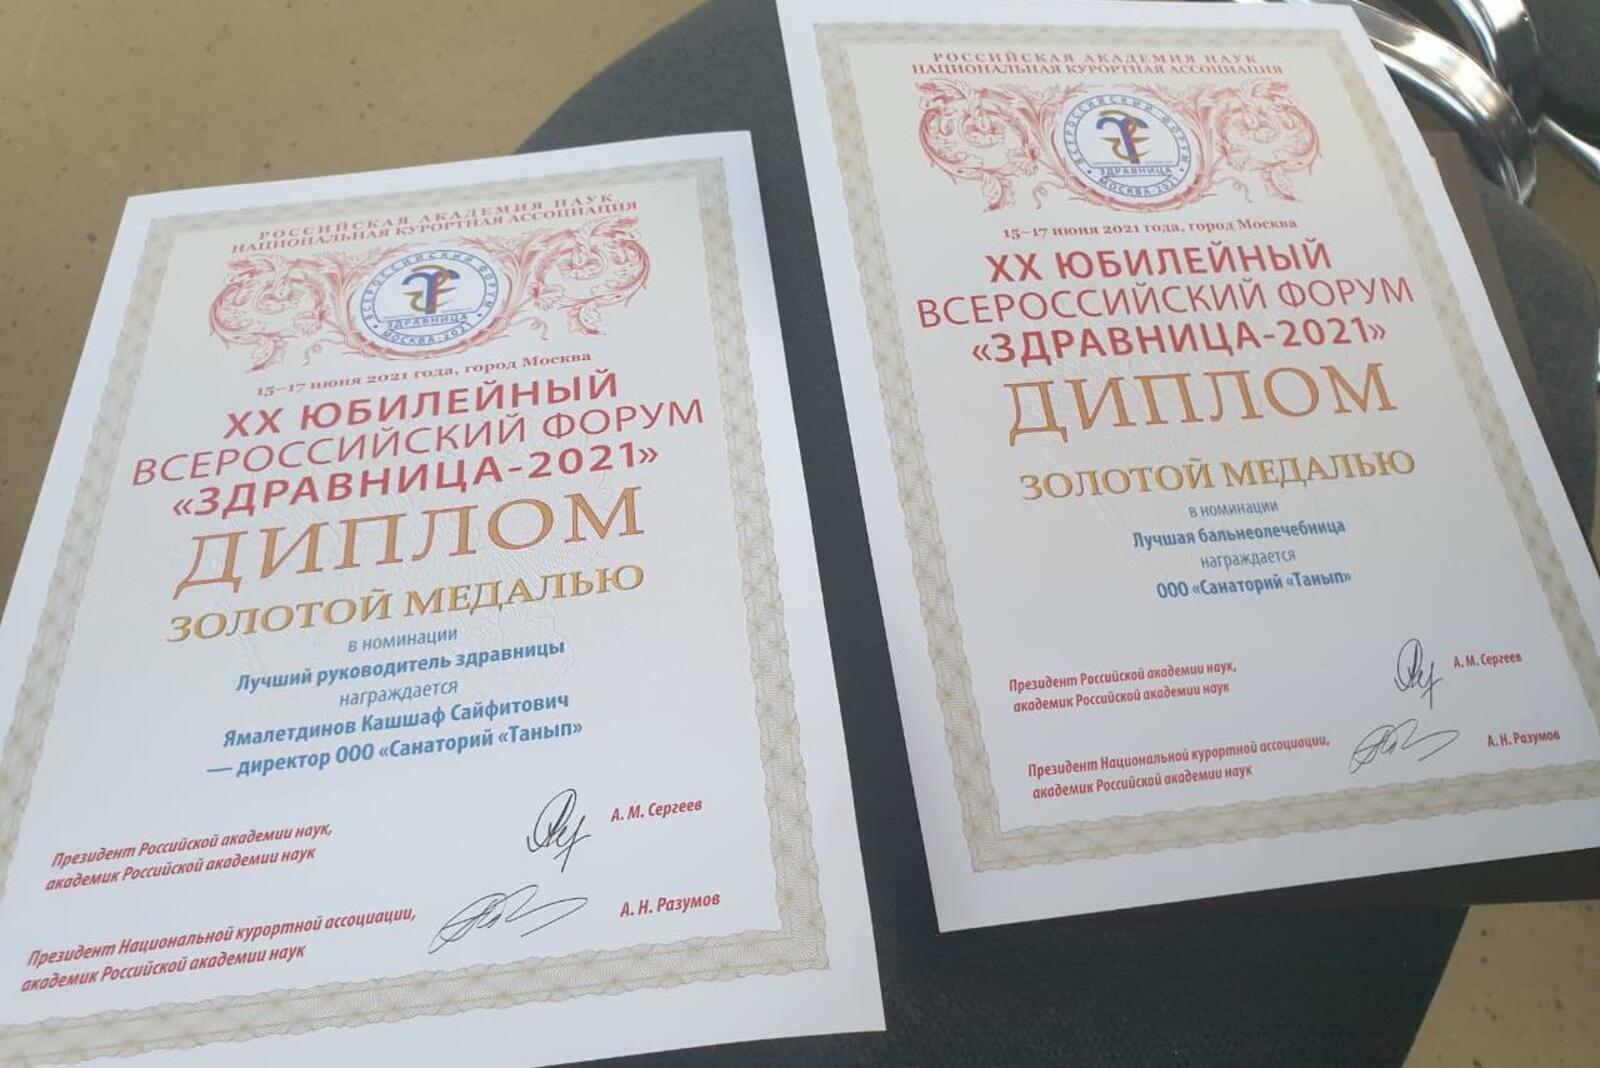 РОССИЙСКАЯ АКАДЕМИЯ НАУК
НАЦИОНАЛЬНАЯ КУРОРТНАЯ АССОЦИАЦИЯ
ВСЕРОССИЙСКИЙ ФОРУМ
ЗДРАВНИЦА
МОСКВА-2021
15–17 июня 2021 года, город Москва
XX ЮБИЛЕЙНЫЙ
ВСЕРОССИЙСКИЙ ФОРУМ
«ЗДРАВНИЦА-2021»
ДИПЛОМ
ЗОЛОТОЙ МЕДАЛЬЮ
в номинации
Лучший руководитель здравницы
награждается
Ямалетдинов Кашшаф Сайфитович
— директор ООО «Санаторий «Танып»
Президент Российской академии наук,
академик Российской академии наук
А. М. Сергеев
Президент Национальной курортной ассоциации,
академик Российской академии наук
А. Н. Разумов
РОССИЙСКАЯ АКАДЕМИЯ НАУК
НАЦИОНАЛЬНАЯ КУРОРТНАЯ АССОЦИАЦИЯ
ВСЕРОССИЙСКИЙ ФОРУМ
ЗДРАВНИЦА
МОСКВА-2021
15–17 июня 2021 года, город Москва
XX ЮБИЛЕЙНЫЙ
ВСЕРОССИЙСКИЙ ФОРУМ
«ЗДРАВНИЦА-2021»
ДИПЛОМ
ЗОЛОТОЙ МЕДАЛЬЮ
в номинации
Лучшая бальнеолечебница
награждается
ООО «Санаторий «Танып»
Президент Российской академии наук,
академик Российской академии наук
А. М. Сергеев
Президент Национальной курортной ассоциации,
академик Российской академии наук
А. Н. Разумов